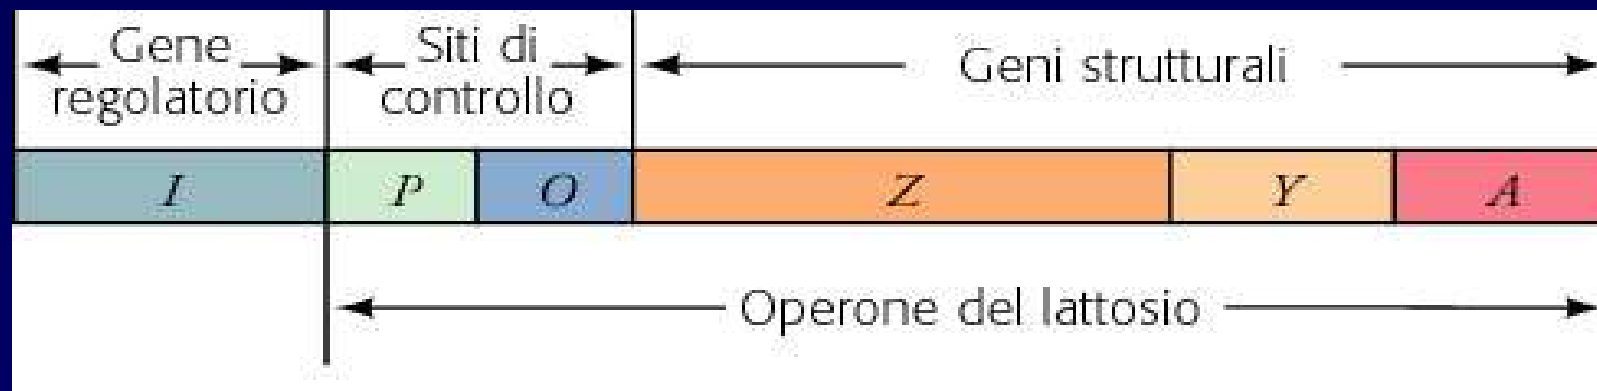 Gene
regolatorio
Siti di
controllo
Geni strutturali
I P O Z Y A
Operone del lattosio